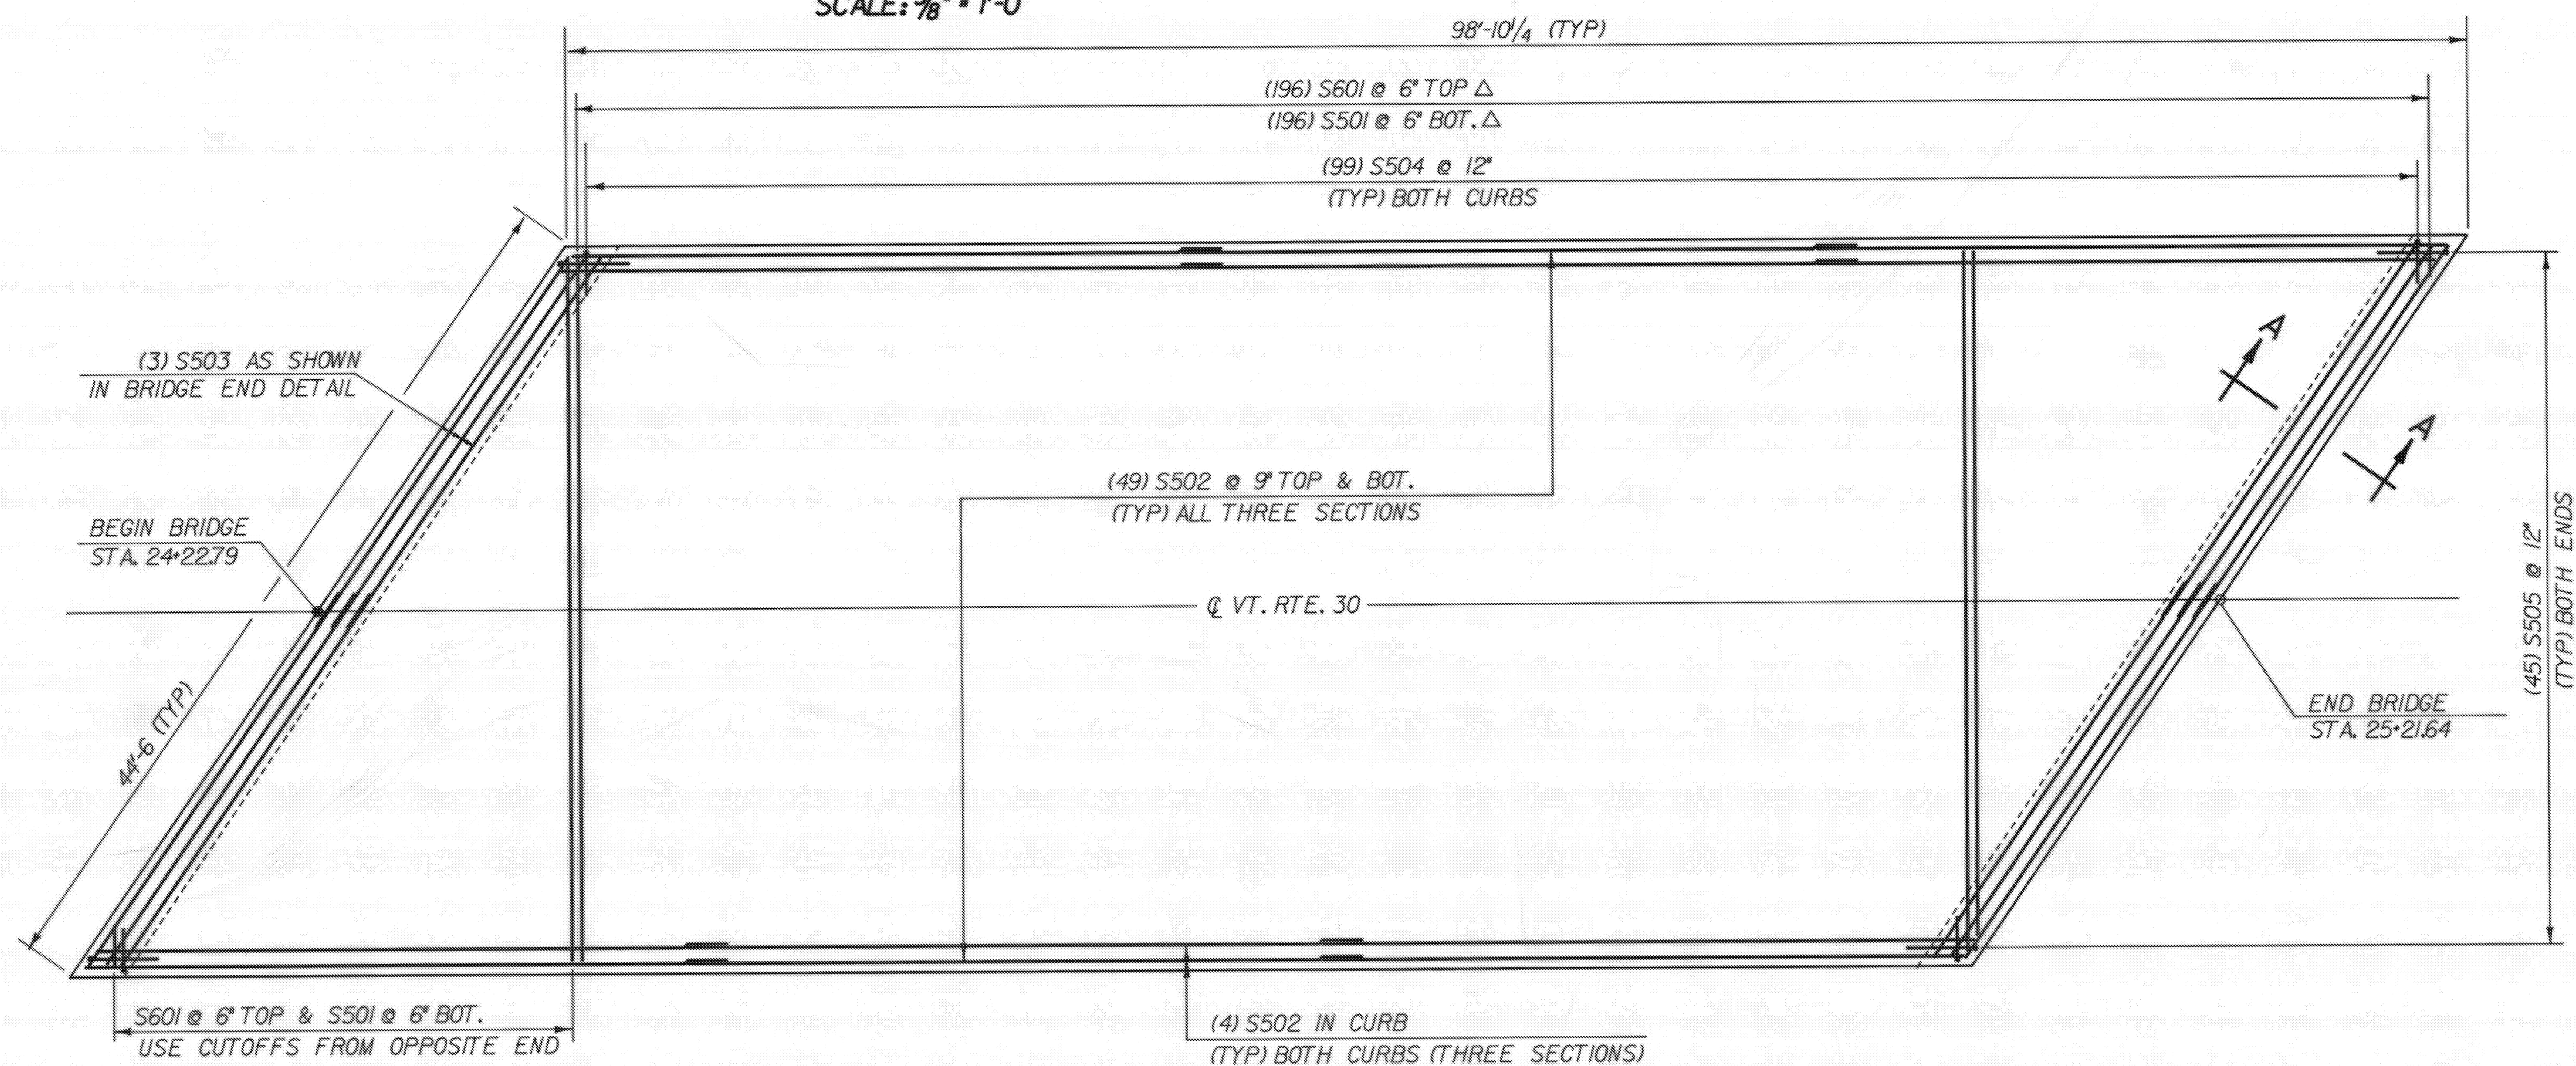 SCALE: 3/8" = 1'-0
98'-10 1/4 (TYP)
(196) S601 @ 6" TOP △
(196) S501 @ 6" BOT. △
(99) S504 @ 12"
(TYP) BOTH CURBS
(3) S503 AS SHOWN
IN BRIDGE END DETAIL
A
A
(49) S502 @ 9" TOP & BOT.
(TYP) ALL THREE SECTIONS
BEGIN BRIDGE
STA. 24+22.79
℄ VT. RTE. 30
(45) S505 @ 12"
(TYP) BOTH ENDS
44'-6 (TYP)
END BRIDGE
STA. 25+21.64
S601 @ 6" TOP & S501 @ 6" BOT.
USE CUTOFFS FROM OPPOSITE END
(4) S502 IN CURB
(TYP) BOTH CURBS (THREE SECTIONS)